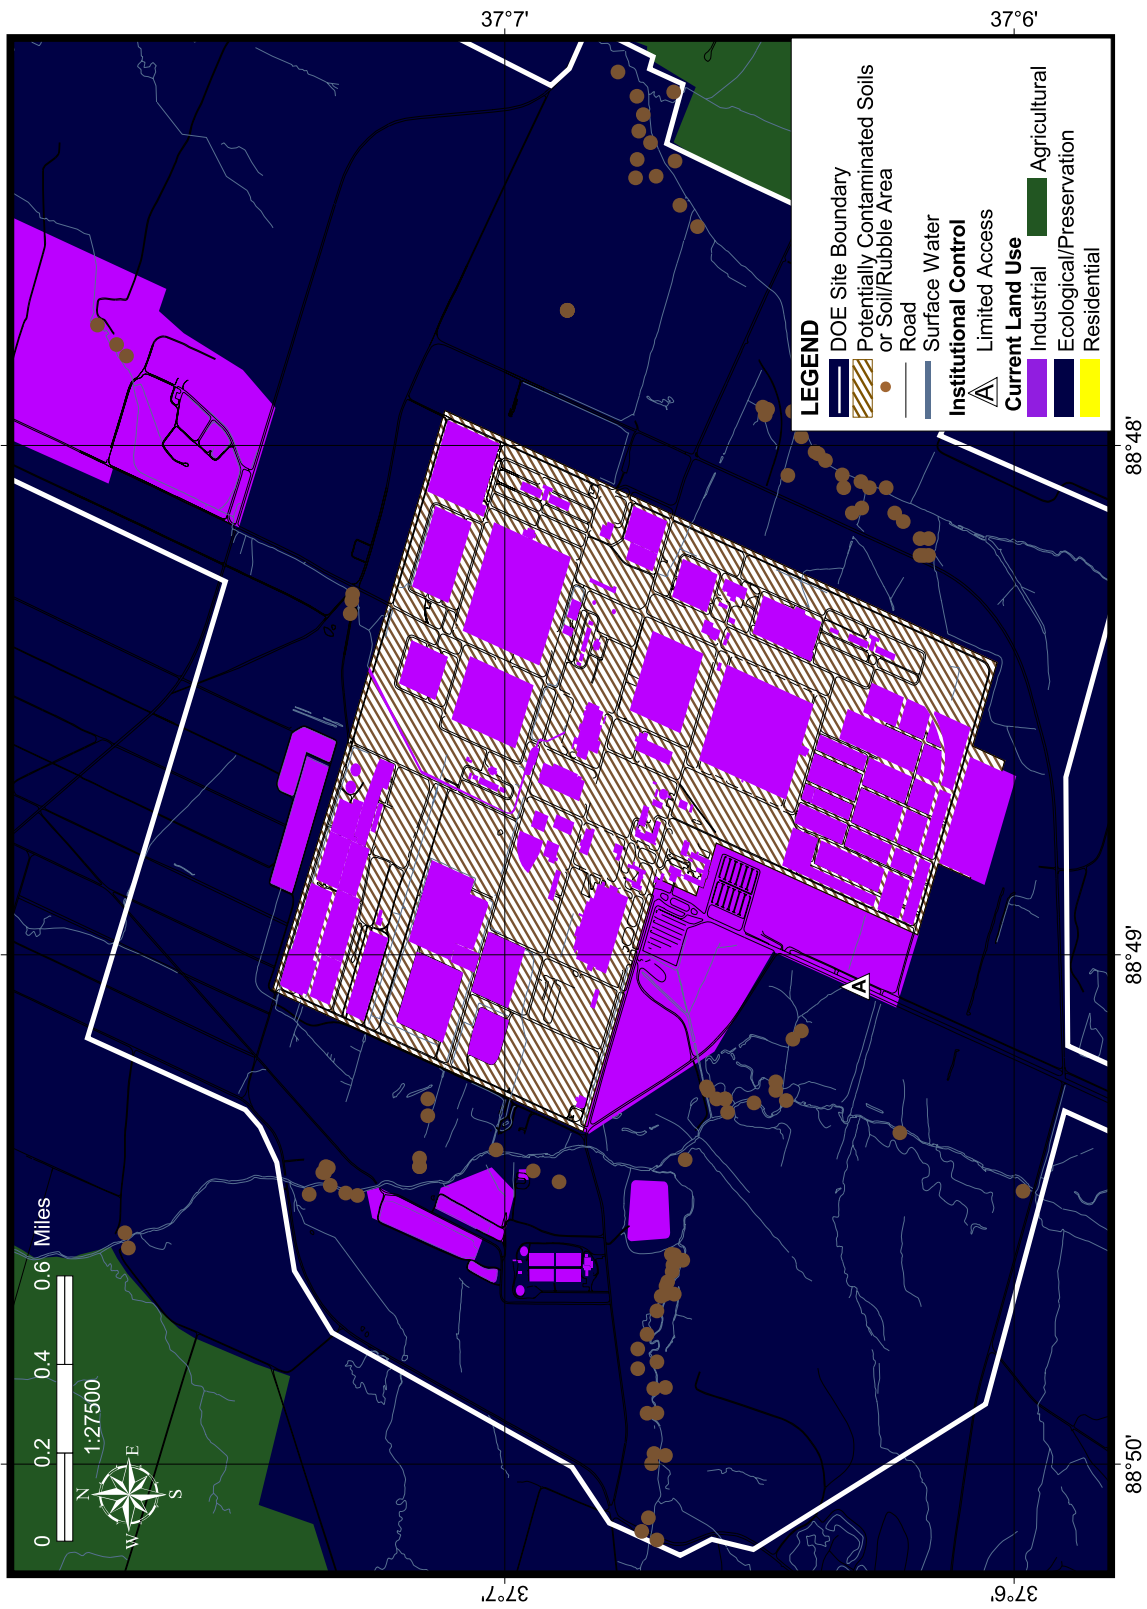 37°7'
37°6'
LEGEND
DOE Site Boundary
Potentially Contaminated Soils
or Soil/Rubble Area
Road
Surface Water
Institutional Control
A Limited Access
Current Land Use
Industrial
Agricultural
Ecological/Preservation
Residential
88°48'
88°49'
88°50'
A
0 0.2 0.4 0.6 Miles
1:27500
N
W E
S
37°7'
37°6'